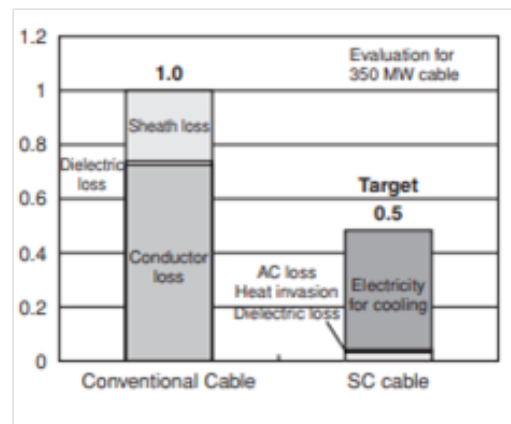 1.2
1
0.8
0.6
0.4
0.2
0
Evaluation for
350 MW cable
1.0
Sheath loss
Dielectric
loss
Conductor
loss
Target
0.5
AC loss
Heat invasion
Dielectric loss
Electricity
for cooling
Conventional Cable
SC cable